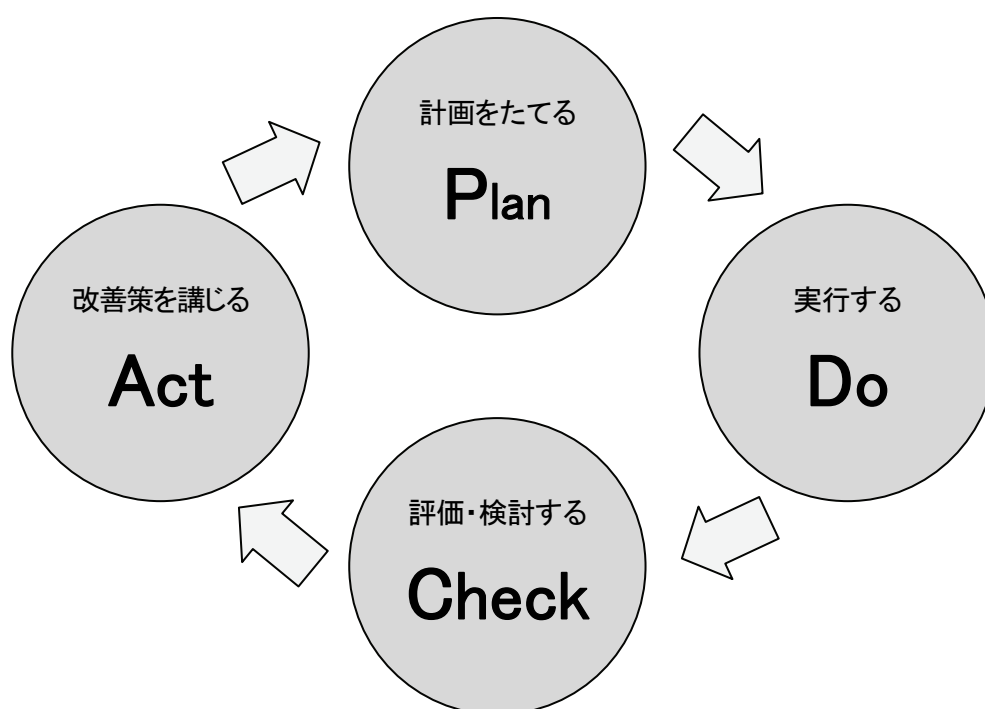 計画をたてる
Plan
実行する
Do
評価・検討する
Check
改善策を講じる
Act